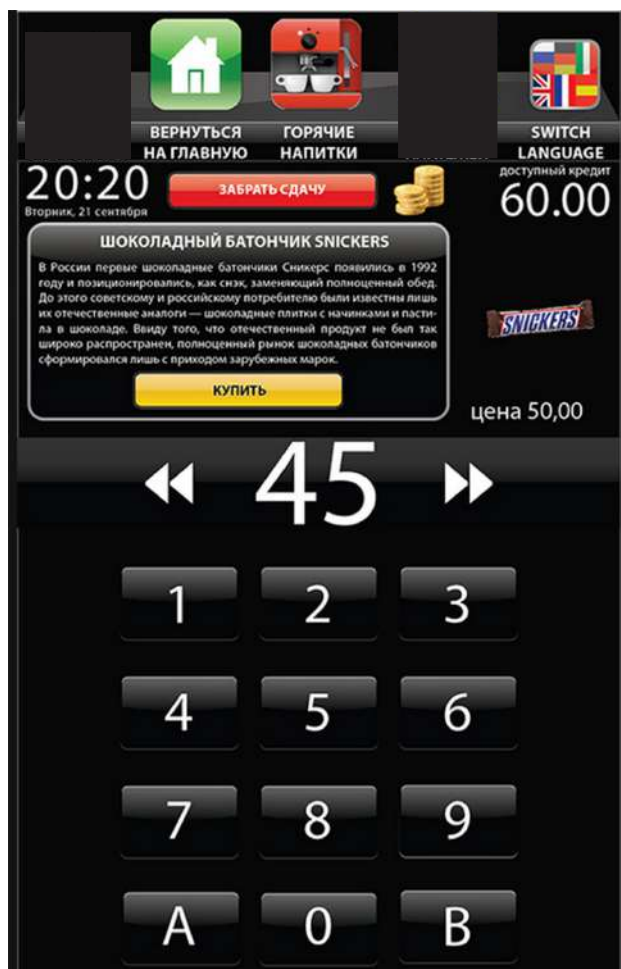 ВЕРНУТЬСЯ
НА ГЛАВНУЮ
ГОРЯЧИЕ
НАПИТКИ
SWITCH
LANGUAGE
20:20
Вторник, 21 сентября
ЗАБРАТЬ СДАЧУ
доступный кредит
60.00
ШОКОЛАДНЫЙ БАТОНЧИК SNICKERS
В России первые шоколадные батончики Сникерс появились в 1992
году и позиционировались, как снэк, заменяющий полноценный обед.
До этого советскому и российскому потребителю были известны лишь
их отечественные аналоги — шоколадные плитки с начинками и пасти-
ла в шоколаде. Ввиду того, что отечественный продукт не был так
широко распространен, полноценный рынок шоколадных батончиков
сформировался лишь с приходом зарубежных марок.
КУПИТЬ
SNICKERS
цена 50,00
45
1 2 3
4 5 6
7 8 9
A 0 B